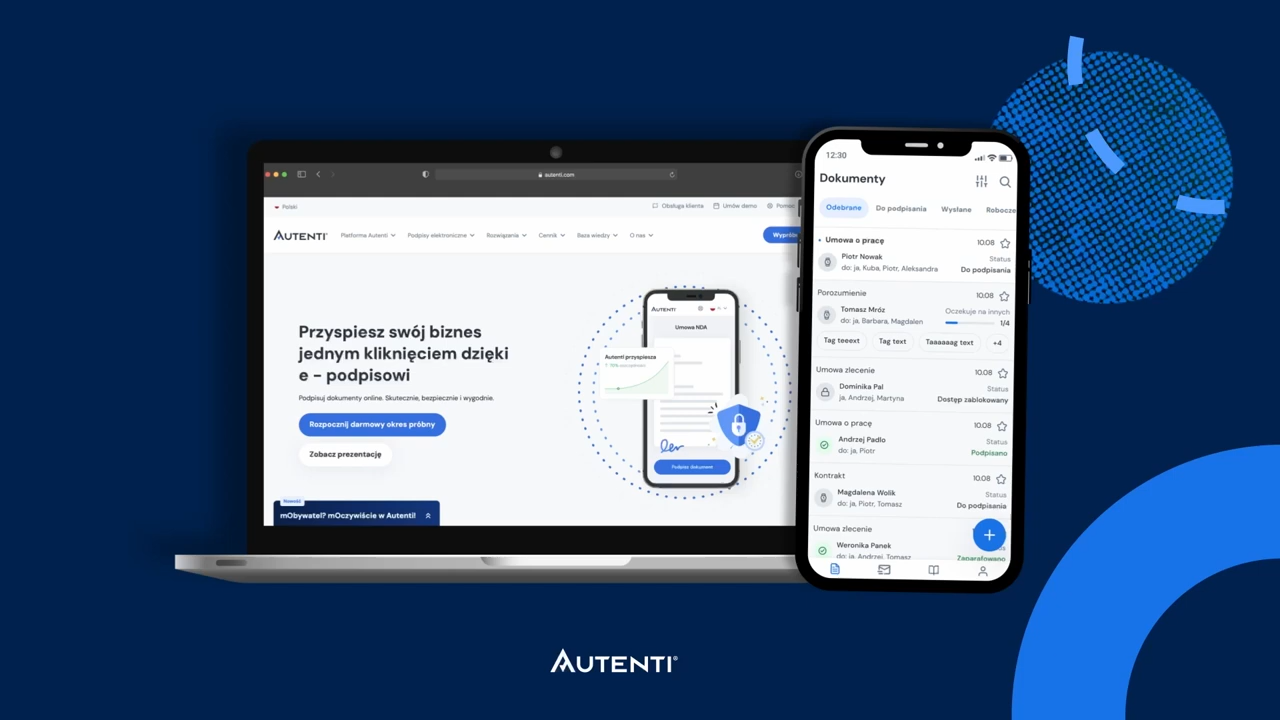 autenti.com
Polski
Obsługa klienta
Umów demo
Pomoc
AUTENTI
Platforma Autenti
Podpisy elektroniczne
Rozwiązania
Cennik
Baza wiedzy
O nas
Przyspiesz swój biznes
jednym kliknięciem dzięki
e - podpisowi
Podpisuj dokumenty online. Skutecznie, bezpiecznie i wygodnie.
Rozpocznij darmowy okres próbny
Zobacz prezentację
Nowość
mObywatel? mOczywiście w Autenti!
AUTENTI
Umowa NDA
Autenti przyspiesza
Podpisz dokument
12:30
Dokumenty
Odebrane
Do podpisania
Wysłane
Robocze
Umowa o pracę
10.08
Piotr Nowak
Status
do: ja, Kuba, Piotr, Aleksandra
Do podpisania
Porozumienie
10.08
Tomasz Mróz
Oczekuje na innych
do: ja, Barbara, Magdalen
1/4
Tag teeext
Tag text
Taaaaaag text
+4
Umowa zlecenie
10.08
Dominika Pal
Status
ja, Andrzej, Martyna
Dostęp zablokowany
Umowa o pracę
10.08
Andrzej Padlo
Status
do: ja, Piotr
Podpisano
Kontrakt
10.08
Magdalena Wolik
Status
do: ja, Piotr, Tomasz
Do podpisania
Umowa zlecenie
Weronika Panek
ja, Andrzej, Tomasz
Zaparafowano
AUTENTI®